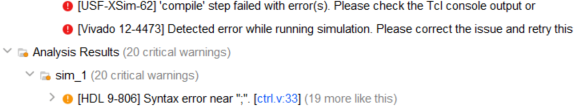 [USF-XSim-62] 'compile' step failed with error(s). Please check the Tcl console output or
[Vivado 12-4473] Detected error while running simulation. Please correct the issue and retry this
Analysis Results (20 critical warnings)
sim_1 (20 critical warnings)
[HDL 9-806] Syntax error near ";". [ctrl.v:33] (19 more like this)